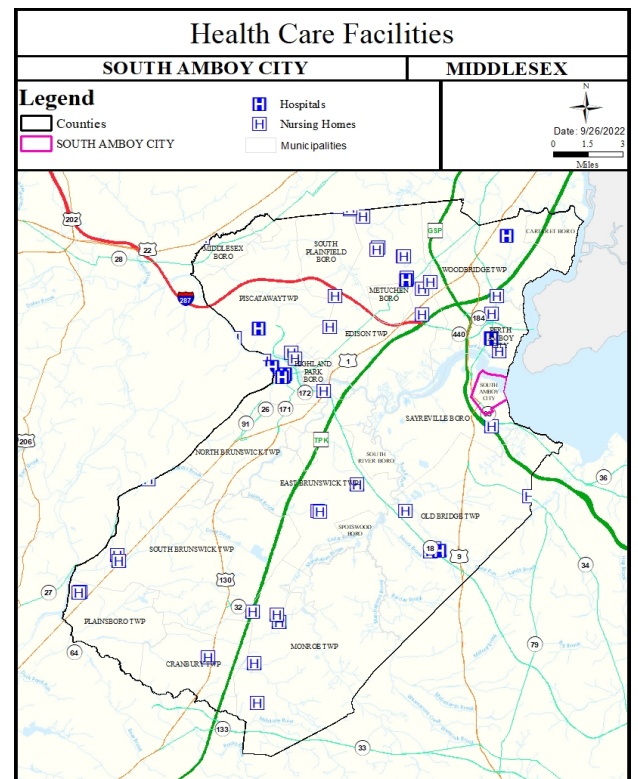 Health Care Facilities
SOUTH AMBOY CITY
MIDDLESEX
Legend
Counties
SOUTH AMBOY CITY
Hospitals
Nursing Homes
Municipalities
N
Date: 9/26/2022
0 1.5 3
Miles
202
22
28
MIDDLESEX
BORO
SOUTH
PLAINFIELD
BORO
GSP
CARTERET BORO
WOODBRIDGE TWP
METUCHEN
BORO
PISCATAWAY TWP
287
EDISON TWP
440
184
PERTH
AMBOY
1
HIGHLAND
PARK
BORO
172
SOUTH
AMBOY
CITY
26
171
91
SAYREVILLE BORO
206
TPK
NORTH BRUNSWICK TWP
SOUTH
RIVER BORO
36
EAST BRUNSWICK TWP
OLD BRIDGE TWP
SPOTSWOOD
BORO
SOUTH BRUNSWICK TWP
18
9
34
130
27
32
PLAINSBORO TWP
64
MONROE TWP
79
CRANBURY TWP
133
33